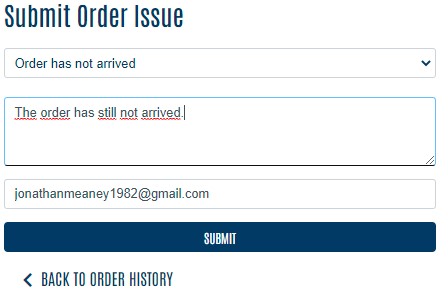 Submit Order Issue
Order has not arrived
The order has still not arrived.
jonathanmeaney1982@gmail.com
SUBMIT
BACK TO ORDER HISTORY